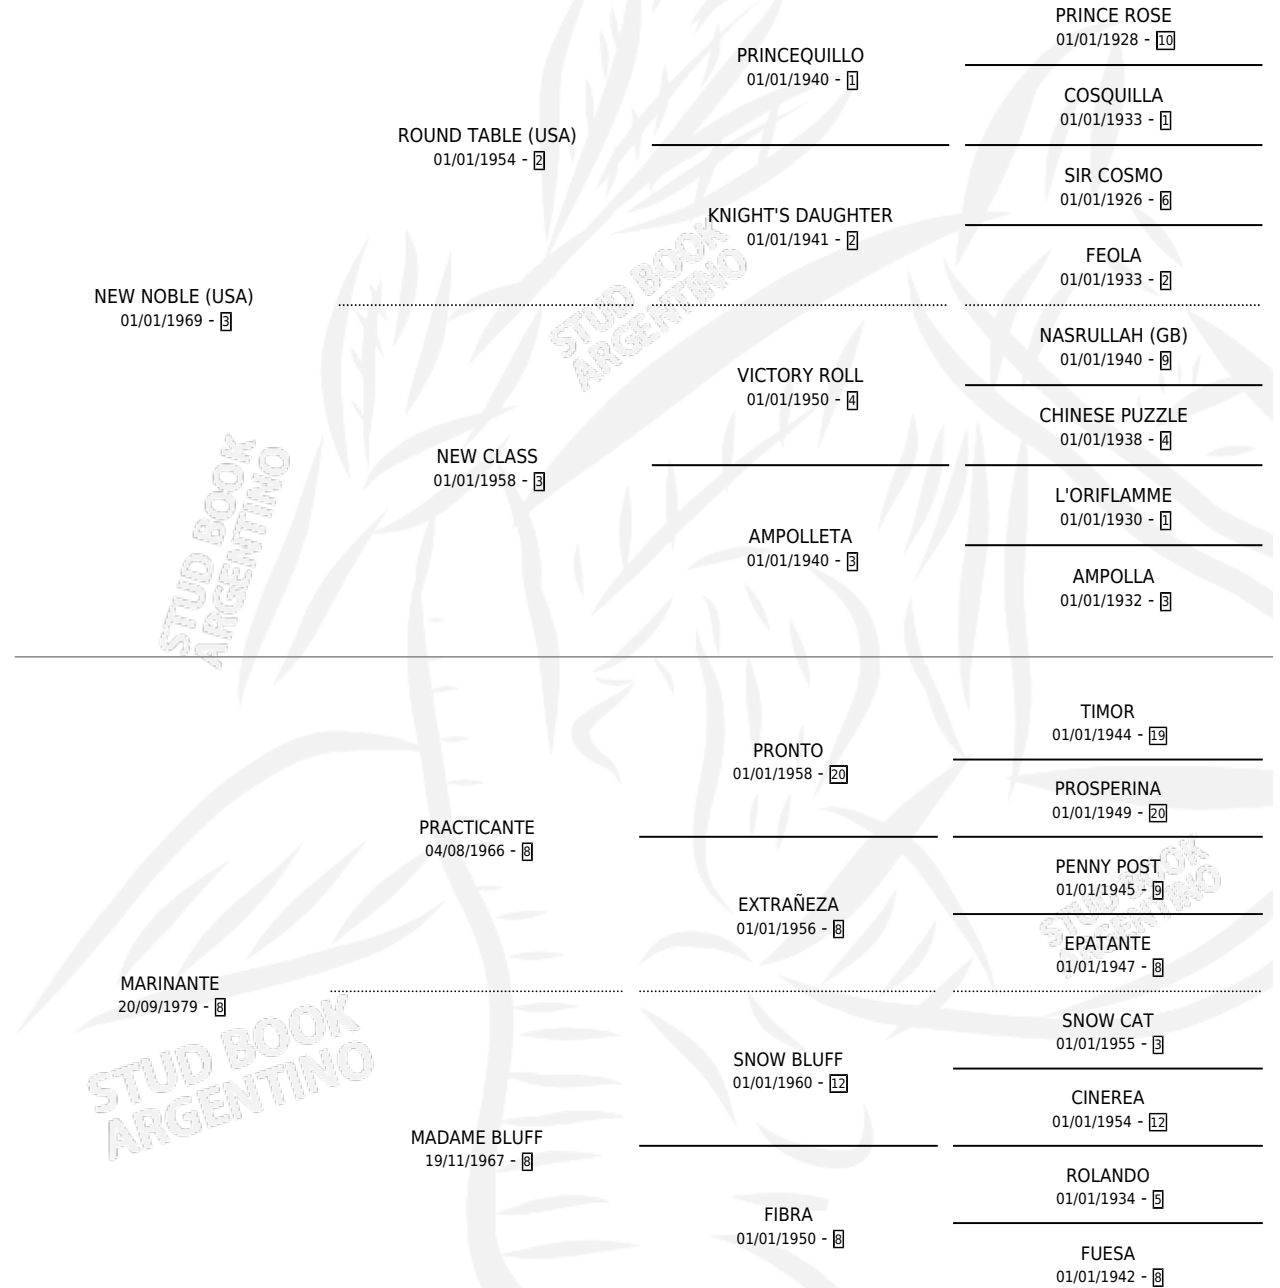 PRINCE ROSE
01/01/1928 - 10
PRINCEQUILLO
01/01/1940 - 1
COSQUILLA
01/01/1933 - 1
ROUND TABLE (USA)
01/01/1954 - 2
SIR COSMO
01/01/1926 - 6
KNIGHT'S DAUGHTER
01/01/1941 - 2
FEOLA
01/01/1933 - 2
NEW NOBLE (USA)
01/01/1969 - 3
STUD BOOK
ARGENTINO
NASRULLAH (GB)
01/01/1940 - 9
VICTORY ROLL
01/01/1950 - 4
CHINESE PUZZLE
01/01/1938 - 4
NEW CLASS
01/01/1958 - 3
L'ORIFLAMME
01/01/1930 - 1
AMPOLLETA
01/01/1940 - 3
AMPOLLA
01/01/1932 - 3
STUD BOOK
ARGENTINO
TIMOR
01/01/1944 - 19
PRONTO
01/01/1958 - 20
PROSPERINA
01/01/1949 - 20
PRACTICANTE
04/08/1966 - 8
PENNY POST
01/01/1945 - 9
EXTRAÑEZA
01/01/1956 - 8
EPATANTE
01/01/1947 - 8
STUD BOOK
ARGENTINO
MARINANTE
20/09/1979 - 8
SNOW CAT
01/01/1955 - 3
SNOW BLUFF
01/01/1960 - 12
CINEREA
01/01/1954 - 12
STUD BOOK
ARGENTINO
MADAME BLUFF
19/11/1967 - 8
ROLANDO
01/01/1934 - 5
FIBRA
01/01/1950 - 8
FUESA
01/01/1942 - 8